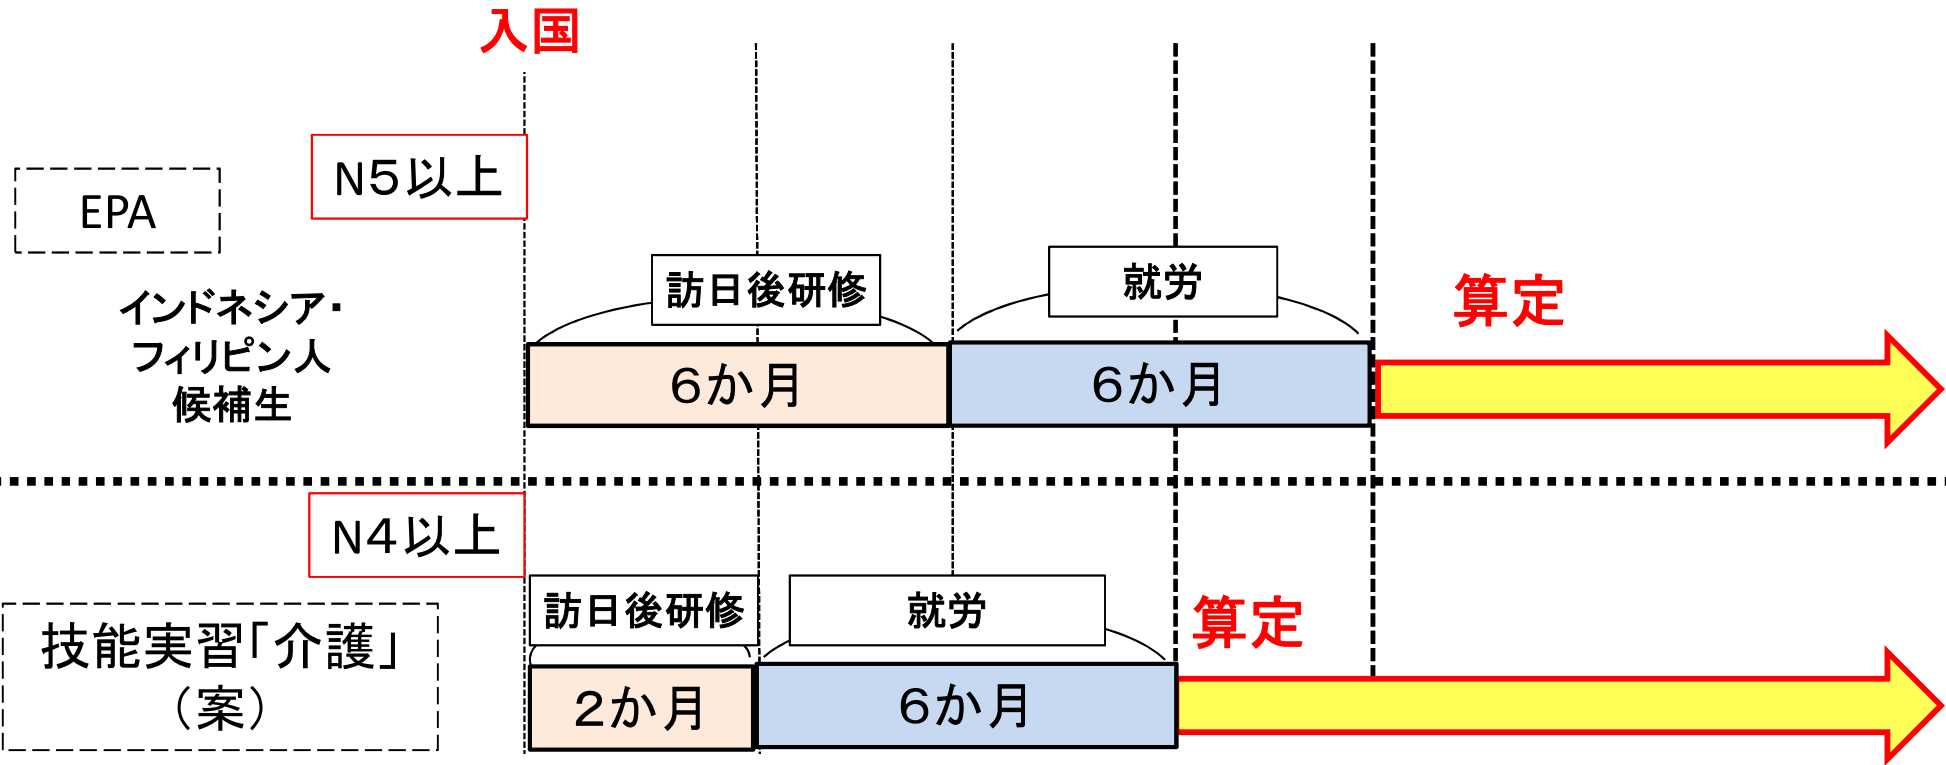 入国
N5以上
EPA
訪日後研修
就労
算定
インドネシア・
フィリピン人
候補生
6か月
6か月
N4以上
訪日後研修
就労
算定
技能実習「介護」
（案）
2か月
6か月